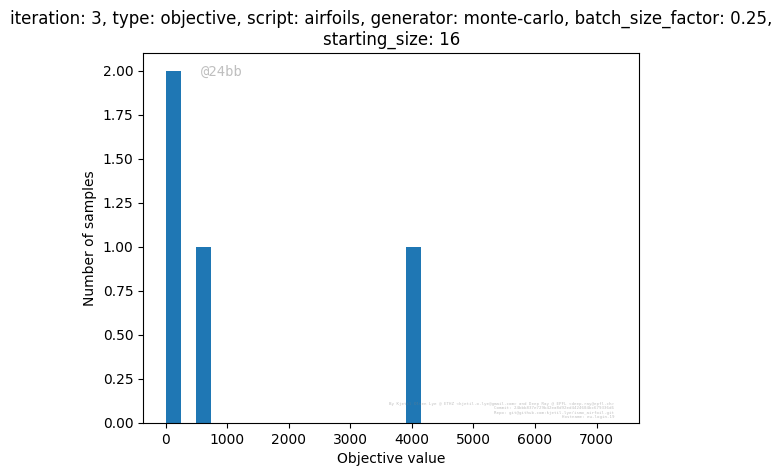 iteration: 3, type: objective, script: airfoils, generator: monte-carlo, batch_size_factor: 0.25,
starting_size: 16
@24bb
2.00
1.75
1.50
1.25
1.00
0.75
0.50
0.25
0.00
Number of samples
0 1000 2000 3000 4000 5000 6000 7000
Objective value